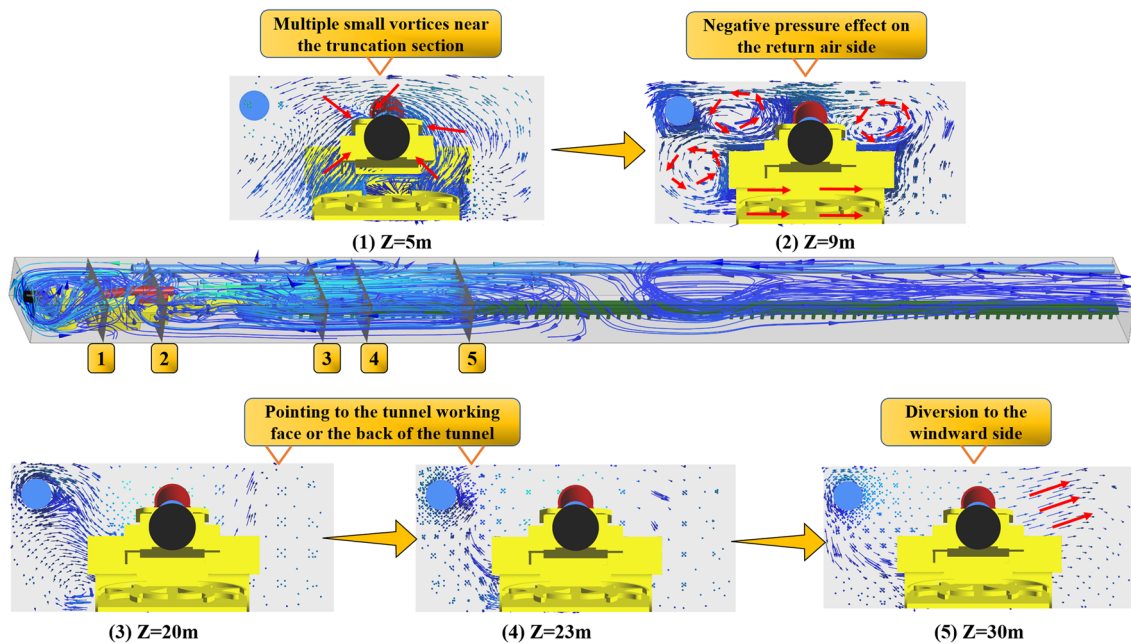 Multiple small vortices near
the truncation section
Negative pressure effect on
the return air side
(1) Z=5m
(2) Z=9m
1
2
3
4
5
Pointing to the tunnel working
face or the back of the tunnel
Diversion to the
windward side
(3) Z=20m
(4) Z=23m
(5) Z=30m